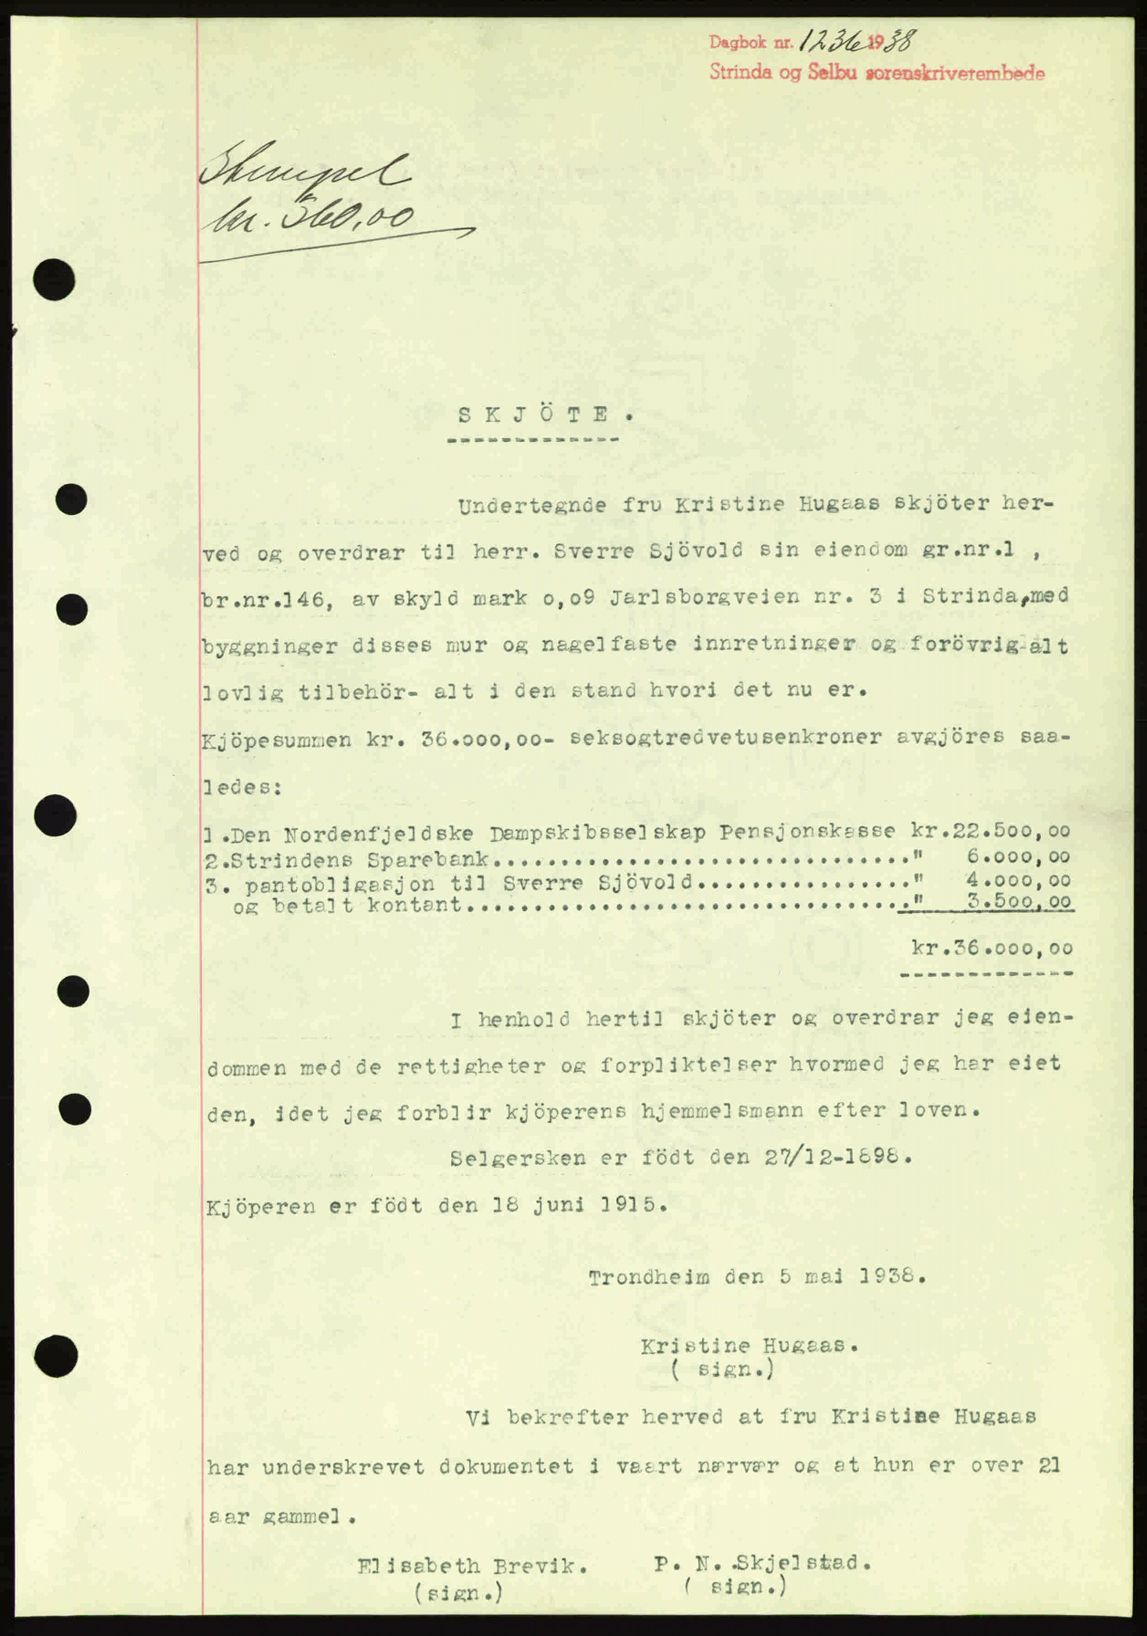 Dagbok nr. 1236 1938
Strinda og Selbu sorenskriverembede
Stempel
kr. 360,00
SKJÖTE.
Undertegnde fru Kristine Hugaas skjöter her-
ved og overdrar til herr. Sverre Sjövold sin eiendom gr.nr.1 ,
br.nr.146, av skyld mark 0,09 Jarlsborgveien nr. 3 i Strinda,med
byggninger disses mur og nagelfaste innretninger og forövrig alt
lovlig tilbehör- alt i den stand hvori det nu er.
Kjöpesummen kr. 36.000,00- seksogtredvetusenkroner avgjöres saa-
ledes:
1.Den Nordenfjeldske Dampskibsselskap Pensjonskasse kr.22.500,00
2.Strindens Sparebank..............................." 6.000,00
3. pantobligasjon til Sverre Sjövold................" 4.000,00
og betalt kontant................................." 3.500,00
kr.36.000,00
I henhold hertil skjöter og overdrar jeg eien-
dommen med de rettigheter og forpliktelser hvormed jeg har eiet
den, idet jeg forblir kjöperens hjemmelsmann efter loven.
Selgersken er födt den 27/12-1898.
Kjöperen er födt den 18 juni 1915.
Trondheim den 5 mai 1938.
Kristine Hugaas.
( sign.)
Vi bekrefter herved at fru Kristine Hugaas
har underskrevet dokumentet i vaart nærvær og at hun er over 21
aar gammel.
Elisabeth Brevik. P. N. Skjelstad.
(sign.) ( sign.)